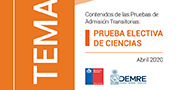 TEMA
Contenidos de las Pruebas de
Admisión Transitorias:
PRUEBA ELECTIVA
DE CIENCIAS
Abril 2020
DEMRE